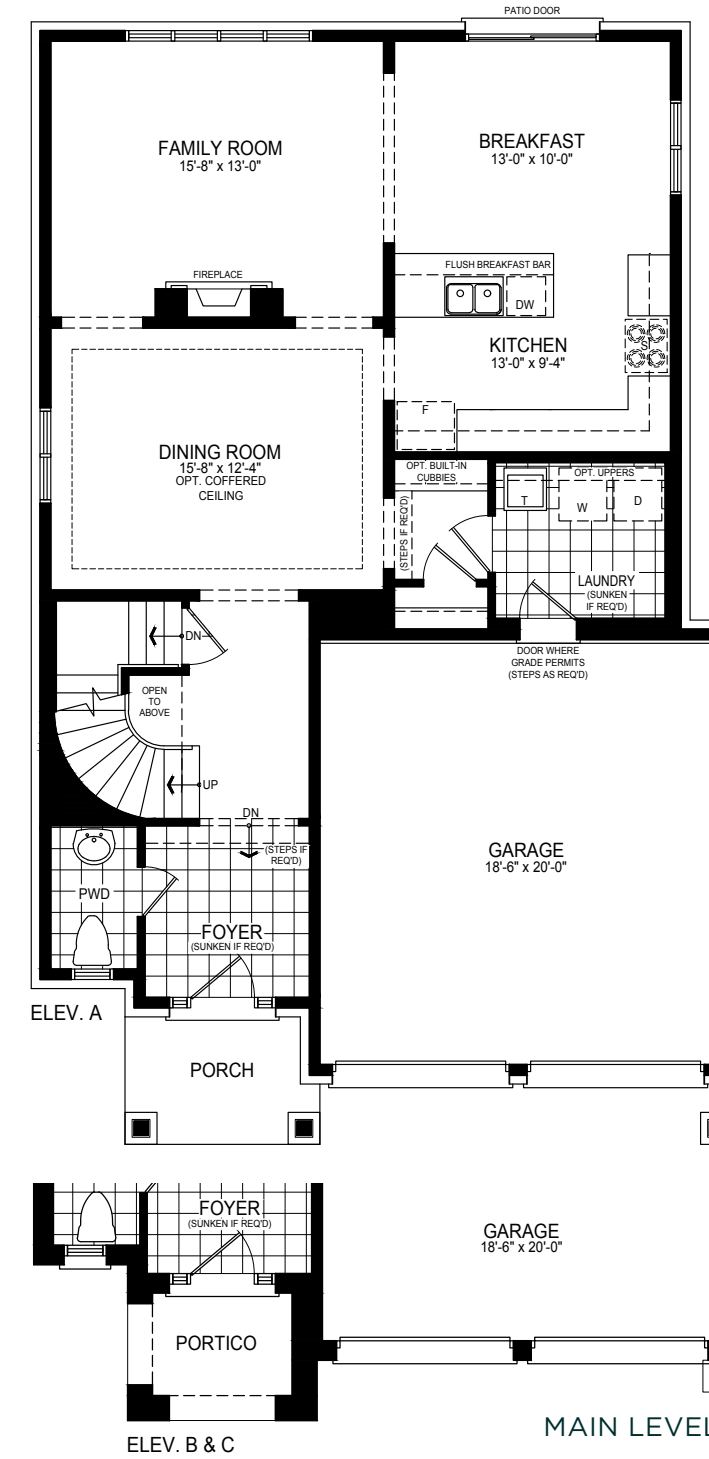 PATIO DOOR
FAMILY ROOM
15'-8" x 13'-0"
BREAKFAST
13'-0" x 10'-0"
FIREPLACE
FLUSH BREAKFAST BAR
DW
KITCHEN
13'-0" x 9'-4"
S
F
DINING ROOM
15'-8" x 12'-4"
OPT. COFFERED
CEILING
OPT. BUILT-IN
CUBBIES
(STEPS IF REQ'D)
OPT. UPPERS
T
W
D
LAUNDRY
(SUNKEN
IF REQ'D)
DN
DOOR WHERE
GRADE PERMITS
(STEPS AS REQ'D)
OPEN
TO
ABOVE
UP
DN
(STEPS IF
REQ'D)
PWD
FOYER
(SUNKEN IF REQ'D)
GARAGE
18'-6" x 20'-0"
ELEV. A
PORCH
FOYER
(SUNKEN IF REQ'D)
GARAGE
18'-6" x 20'-0"
PORTICO
MAIN LEVEL
ELEV. B & C